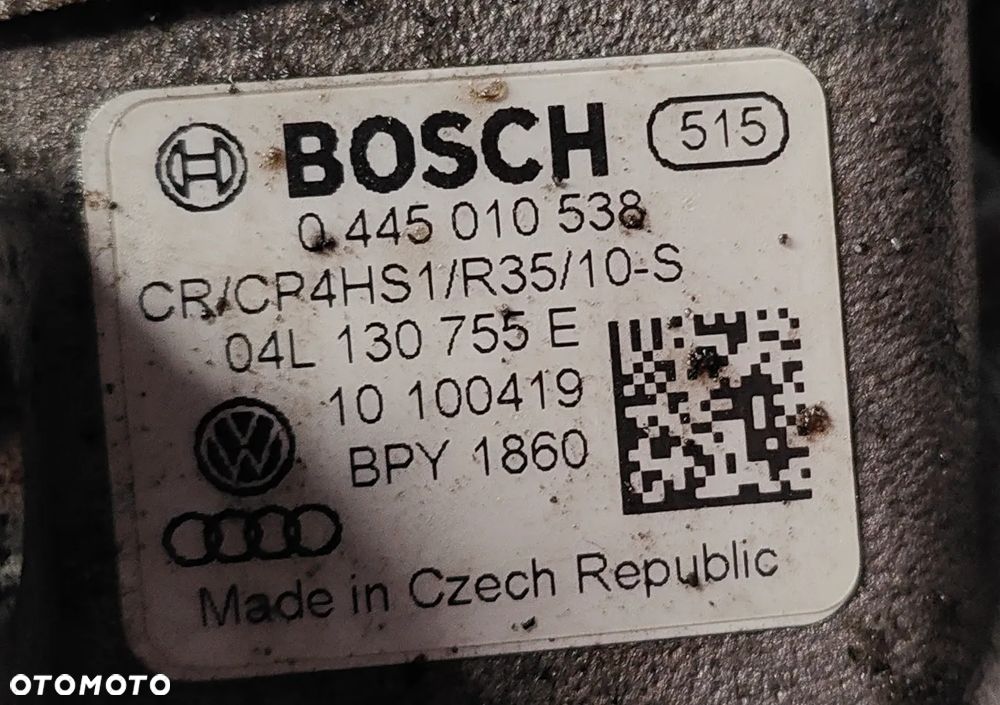 BOSCH 515
0 445 010 538
CR/CP4HS1/R35/10-S
04L 130 755 E
10 100419
BPY 1860
Made in Czech Republic
OTOMOTO